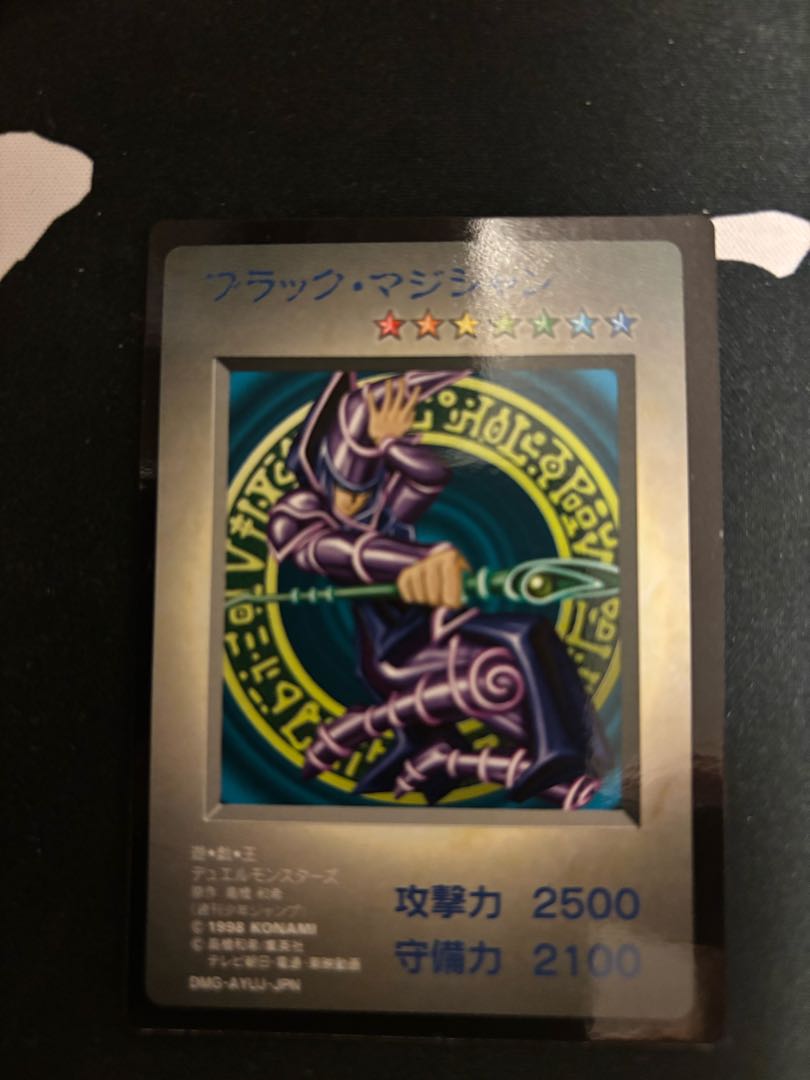 ブラック・マジシャン
遊★戯★王
デュエルモンスターズ
原作 高橋 和希
(週刊少年ジャンプ)
© 1998 KONAMI
© 高橋和希/集英社
テレビ朝日・電通・東映動画
DMG-AYUJ-JPN
攻撃力 2500
守備力 2100